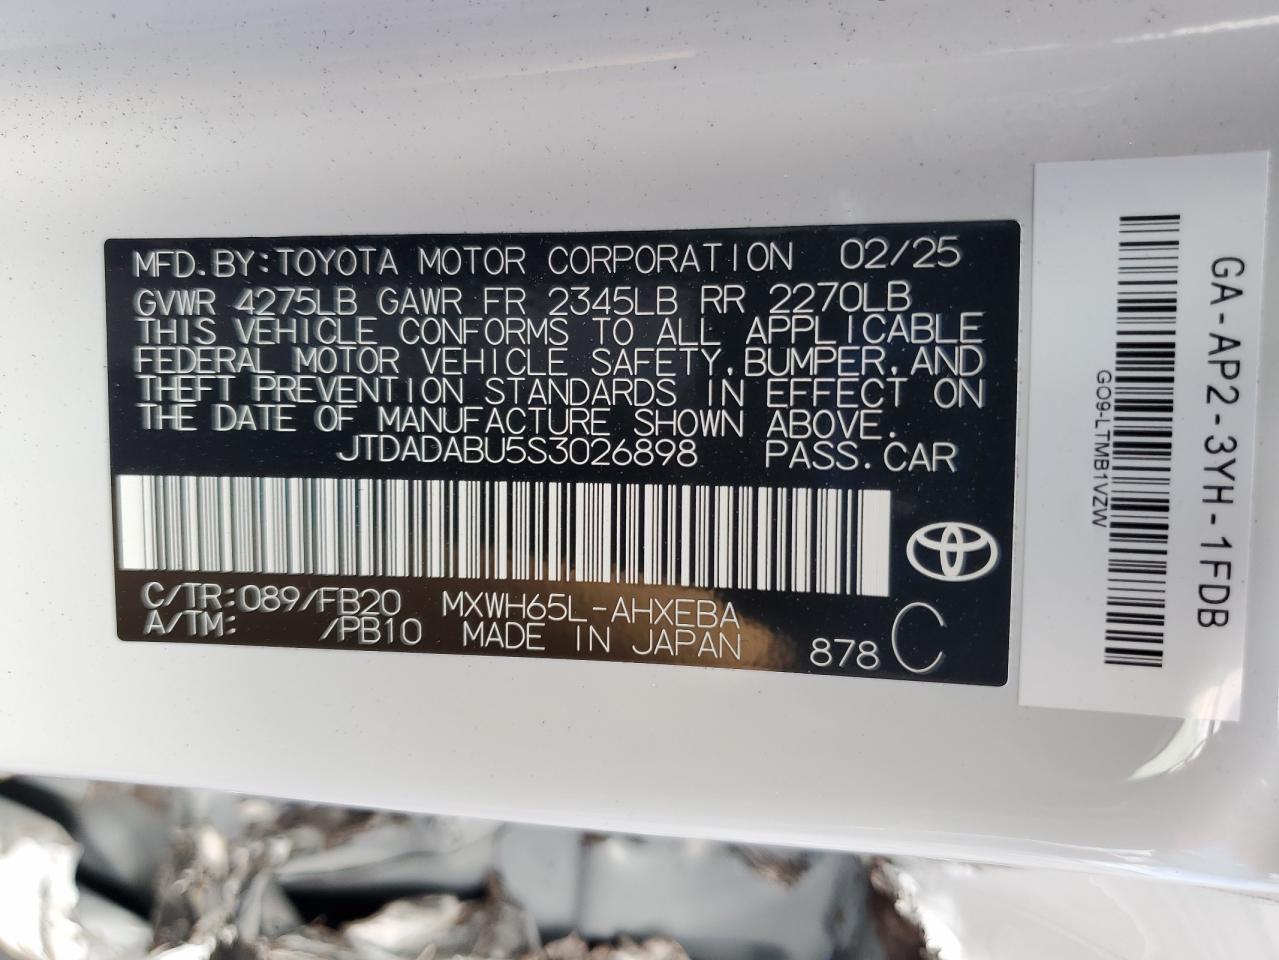 MFD.BY:TOYOTA MOTOR CORPORATION 02/25
GVWR 4275LB GAWR FR 2345LB RR 2270LB
THIS VEHICLE CONFORMS TO ALL APPLICABLE
FEDERAL MOTOR VEHICLE SAFETY,BUMPER,AND
THEFT PREVENTION STANDARDS IN EFFECT ON
THE DATE OF MANUFACTURE SHOWN ABOVE.
JTDADABU5S3026898 PASS.CAR
C/TR:089/FB20 MXWH65L-AHXEBA
A/TM: /PB10 MADE IN JAPAN 878 C
GA-AP2-3YH-1FDB
GO9-LTMB1VZW